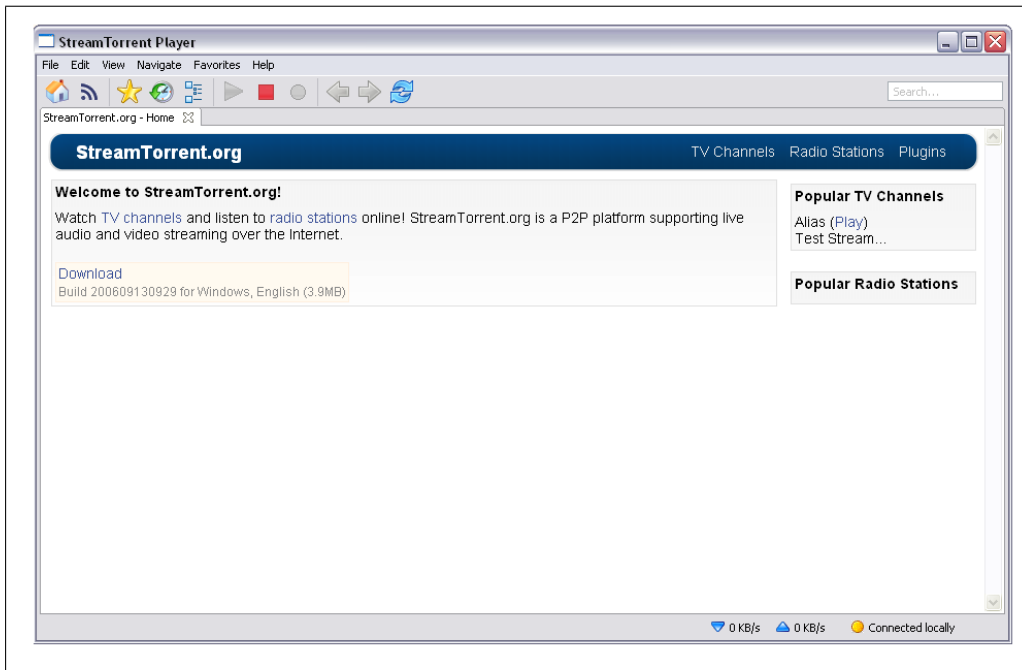 StreamTorrent Player
File Edit View Navigate Favorites Help
Search...
StreamTorrent.org - Home
StreamTorrent.org
TV Channels Radio Stations Plugins
Welcome to StreamTorrent.org!
Watch TV channels and listen to radio stations online! StreamTorrent.org is a P2P platform supporting live
audio and video streaming over the Internet.
Download
Build 200609130929 for Windows, English (3.9MB)
Popular TV Channels
Alias (Play)
Test Stream...
Popular Radio Stations
0 KB/s 0 KB/s Connected locally